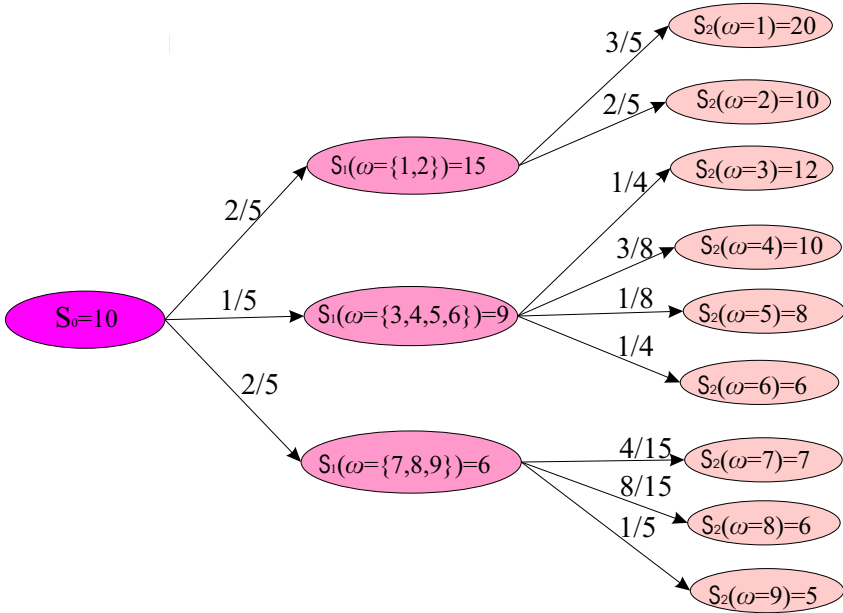 S₂(ω=1)=20
3/5
S₂(ω=2)=10
2/5
S₁(ω={1,2})=15
S₂(ω=3)=12
1/4
2/5
S₂(ω=4)=10
3/8
S₀=10
1/5
S₁(ω={3,4,5,6})=9
1/8
S₂(ω=5)=8
1/4
S₂(ω=6)=6
2/5
S₁(ω={7,8,9})=6
4/15
S₂(ω=7)=7
8/15
S₂(ω=8)=6
1/5
S₂(ω=9)=5